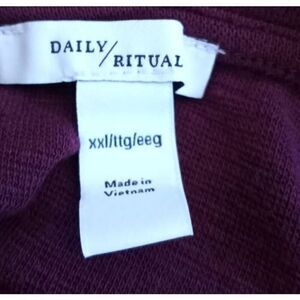 DAILY/RITUAL
xxl/ttg/eeg
Made in
Vietnam